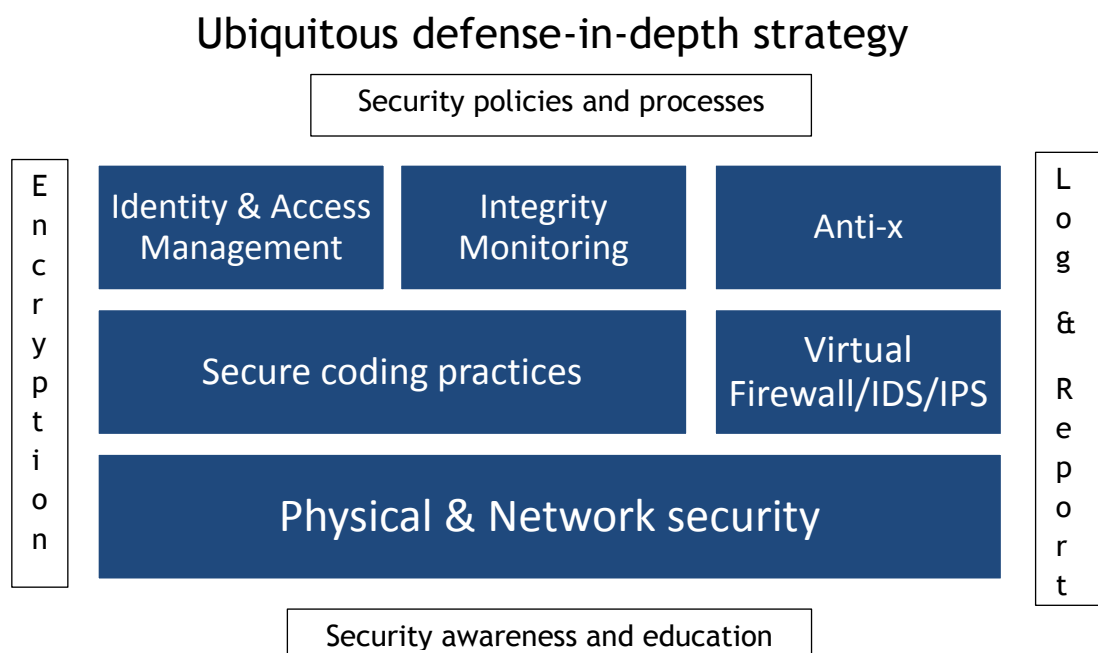 Ubiquitous defense-in-depth strategy
Security policies and processes
Encryption
Identity & Access
Management
Integrity
Monitoring
Anti-x
Log & Report
Secure coding practices
Virtual
Firewall/IDS/IPS
Physical & Network security
Security awareness and education